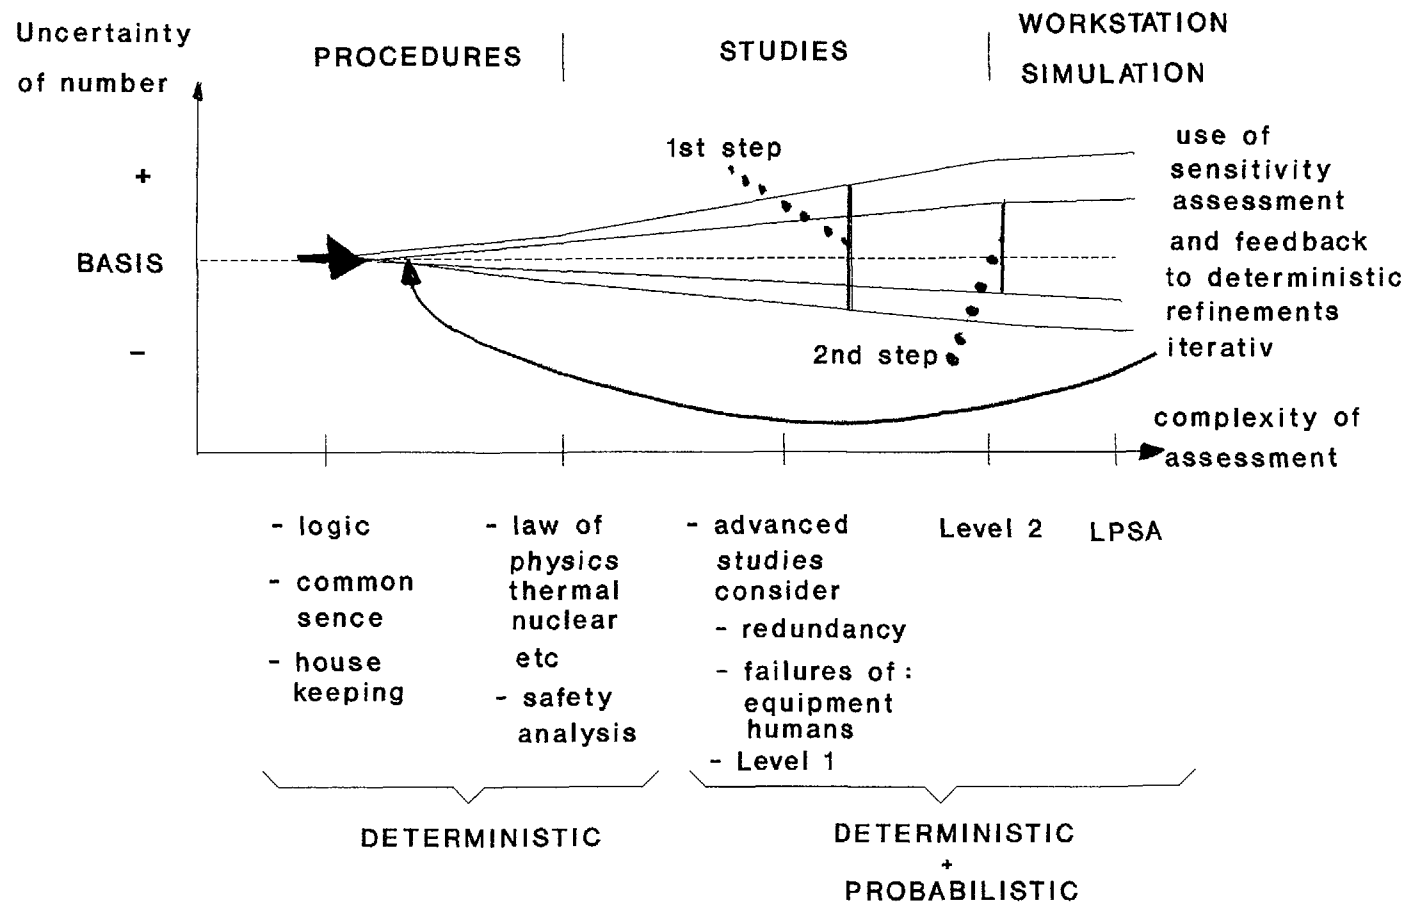 Uncertainty
of number
PROCEDURES
STUDIES
WORKSTATION
SIMULATION
+
BASIS
–
1st step
2nd step
use of
sensitivity
assessment
and feedback
to deterministic
refinements
iterativ
complexity of
assessment
- logic
- common
sence
- house
keeping
- law of
physics
thermal
nuclear
etc
- safety
analysis
- advanced
studies
consider
- redundancy
- failures of :
equipment
humans
- Level 1
Level 2
LPSA
DETERMINISTIC
DETERMINISTIC
+
PROBABILISTIC